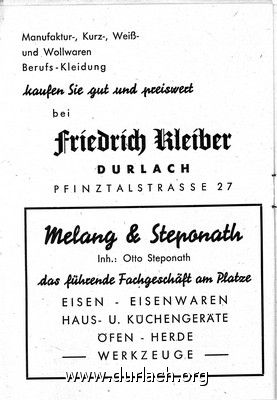 Manufaktur-, Kurz-, Weiß-
und Wollwaren
Berufs-Kleidung
kaufen Sie gut und preiswert
bei
Friedrich Kleiber
DURLACH
PFINZTALSTRASSE 27
Melang & Steponath
Inh.: Otto Steponath
das führende Fachgeschäft am Platze
EISEN - EISENWAREN
HAUS- U. KÜCHENGERÄTE
ÖFEN - HERDE
WERKZEUGE
www.durlach.org